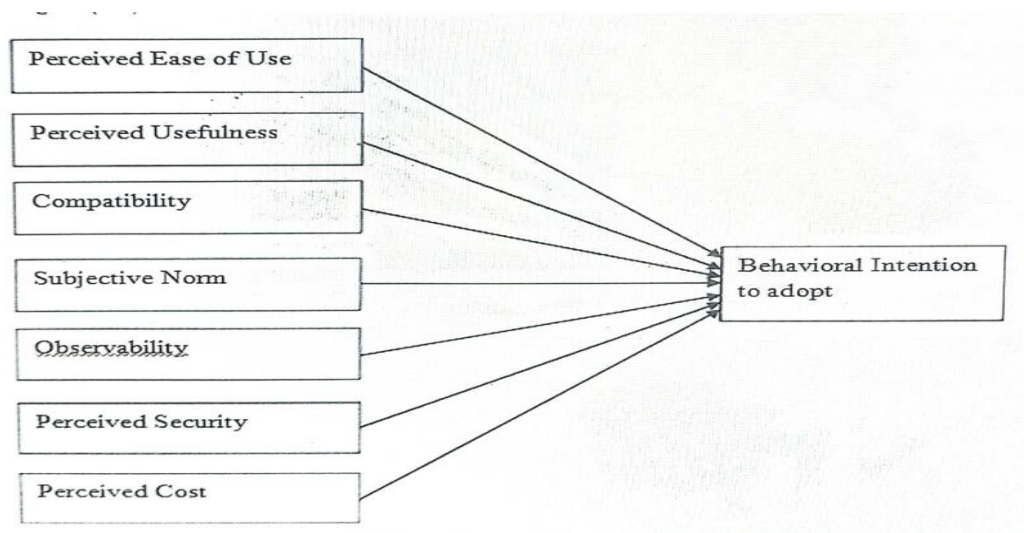 Perceived Ease of Use
Perceived Usefulness
Compatibility
Subjective Norm
Observability
Perceived Security
Perceived Cost
Behavioral Intention
to adopt